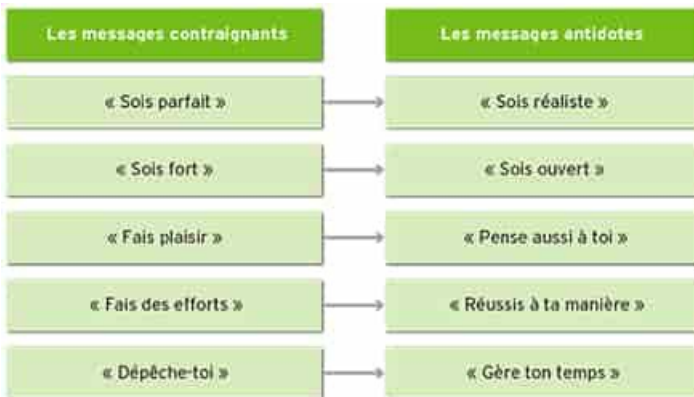 Les messages contraignants
Les messages antidotes
« Sois parfait »
« Sois réaliste »
« Sois fort »
« Sois ouvert »
« Fais plaisir »
« Pense aussi à toi »
« Fais des efforts »
« Réussis à ta manière »
« Dépêche-toi »
« Gère ton temps »